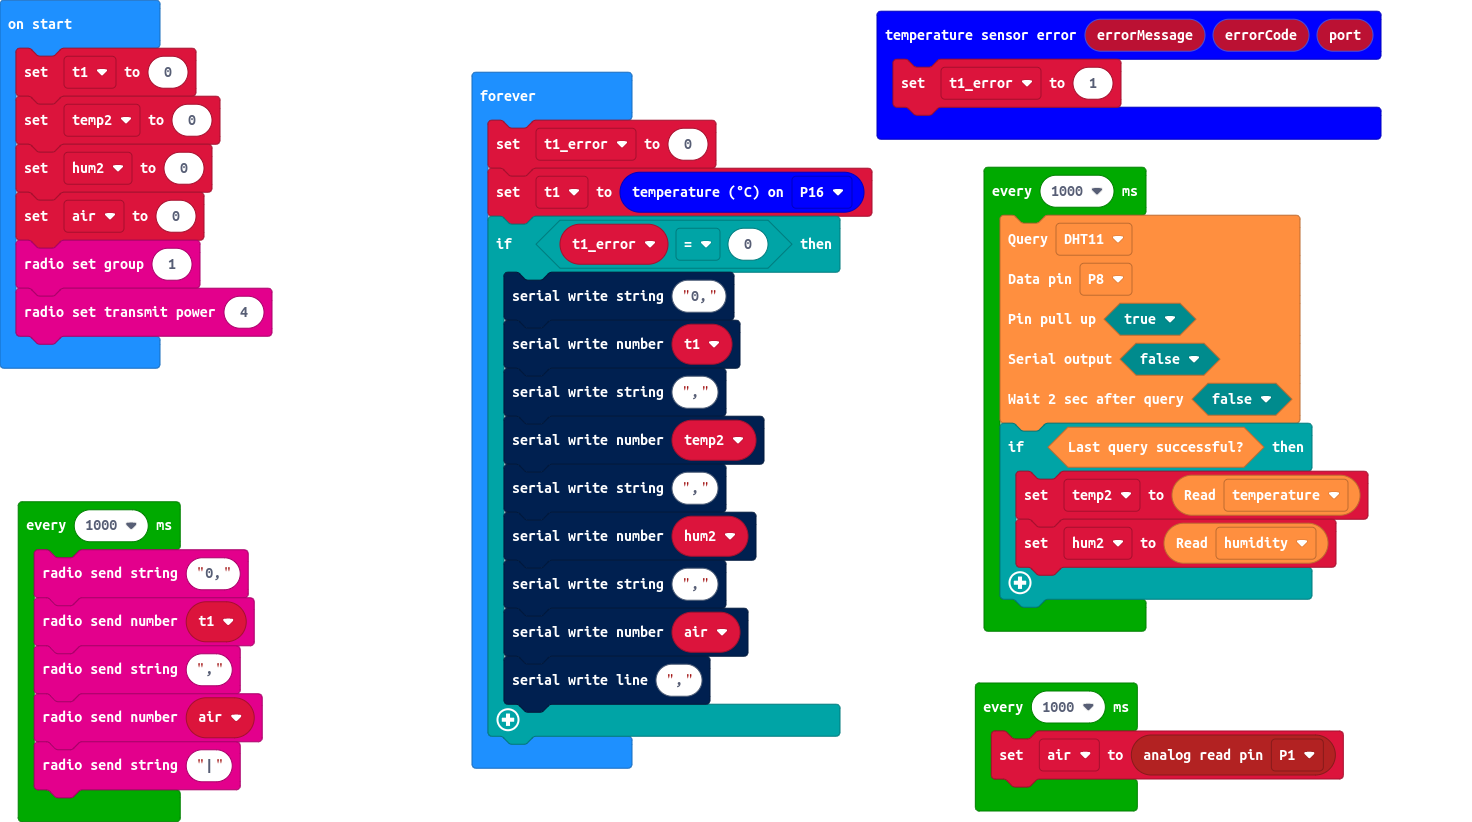 on start
set t1 to 0
set temp2 to 0
set hum2 to 0
set air to 0
radio set group 1
radio set transmit power 4
every 1000 ms
radio send string "0,"
radio send number t1
radio send string ","
radio send number air
radio send string "|"
forever
set t1_error to 0
set t1 to temperature (°C) on P16
if t1_error = 0 then
serial write string "0,"
serial write number t1
serial write string ","
serial write number temp2
serial write string ","
serial write number hum2
serial write string ","
serial write number air
serial write line ","
temperature sensor error errorMessage errorCode port
set t1_error to 1
every 1000 ms
Query DHT11
Data pin P8
Pin pull up true
Serial output false
Wait 2 sec after query false
if Last query successful? then
set temp2 to Read temperature
set hum2 to Read humidity
every 1000 ms
set air to analog read pin P1